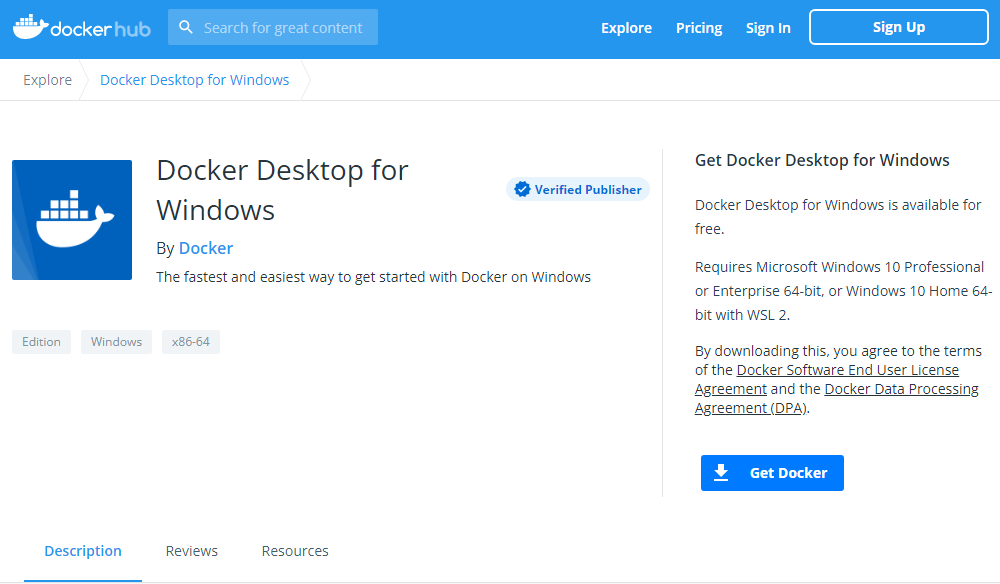 docker hub
Search for great content
Explore
Pricing
Sign In
Sign Up
Explore
Docker Desktop for Windows
Docker Desktop for
Windows
Verified Publisher
By Docker
The fastest and easiest way to get started with Docker on Windows
Edition
Windows
x86-64
Get Docker Desktop for Windows
Docker Desktop for Windows is available for
free.
Requires Microsoft Windows 10 Professional
or Enterprise 64-bit, or Windows 10 Home 64-
bit with WSL 2.
By downloading this, you agree to the terms
of the Docker Software End User License
Agreement and the Docker Data Processing
Agreement (DPA).
Get Docker
Description
Reviews
Resources